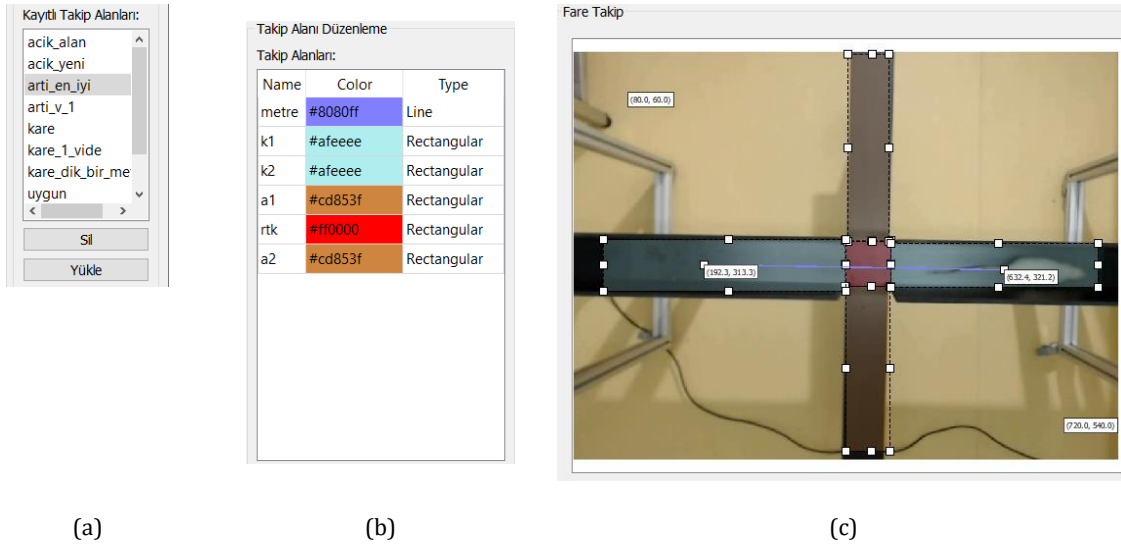 Kayıtlı Takip Alanları:
acik_alan
acik_yeni
arti_en_iyi
arti_v_1
kare
kare_1_vide
kare_dik_bir_me
uygun
Sil
Yükle
(a)
Takip Alanı Düzenleme
Takip Alanları:
Name Color Type
metre #8080ff Line
k1 #afeeee Rectangular
k2 #afeeee Rectangular
a1 #cd853f Rectangular
rtk #ff0000 Rectangular
a2 #cd853f Rectangular
(b)
Fare Takip
(80.0, 60.0)
(192.3, 313.3)
(632.4, 321.2)
(720.0, 540.0)
(c)